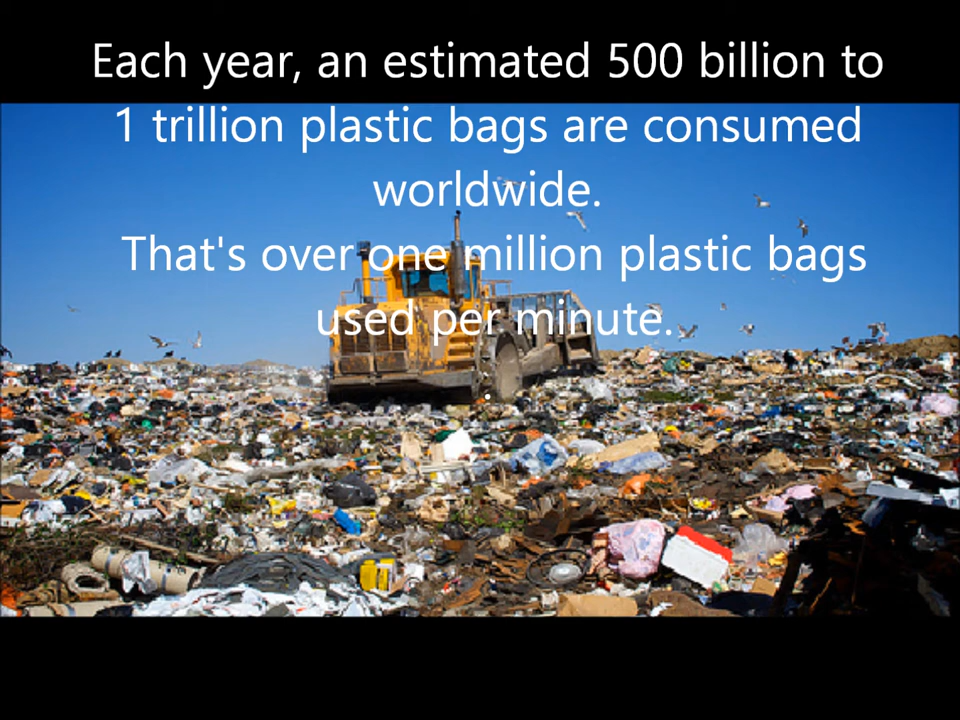 Each year, an estimated 500 billion to
1 trillion plastic bags are consumed
worldwide.
That's over one million plastic bags
used per minute.
.